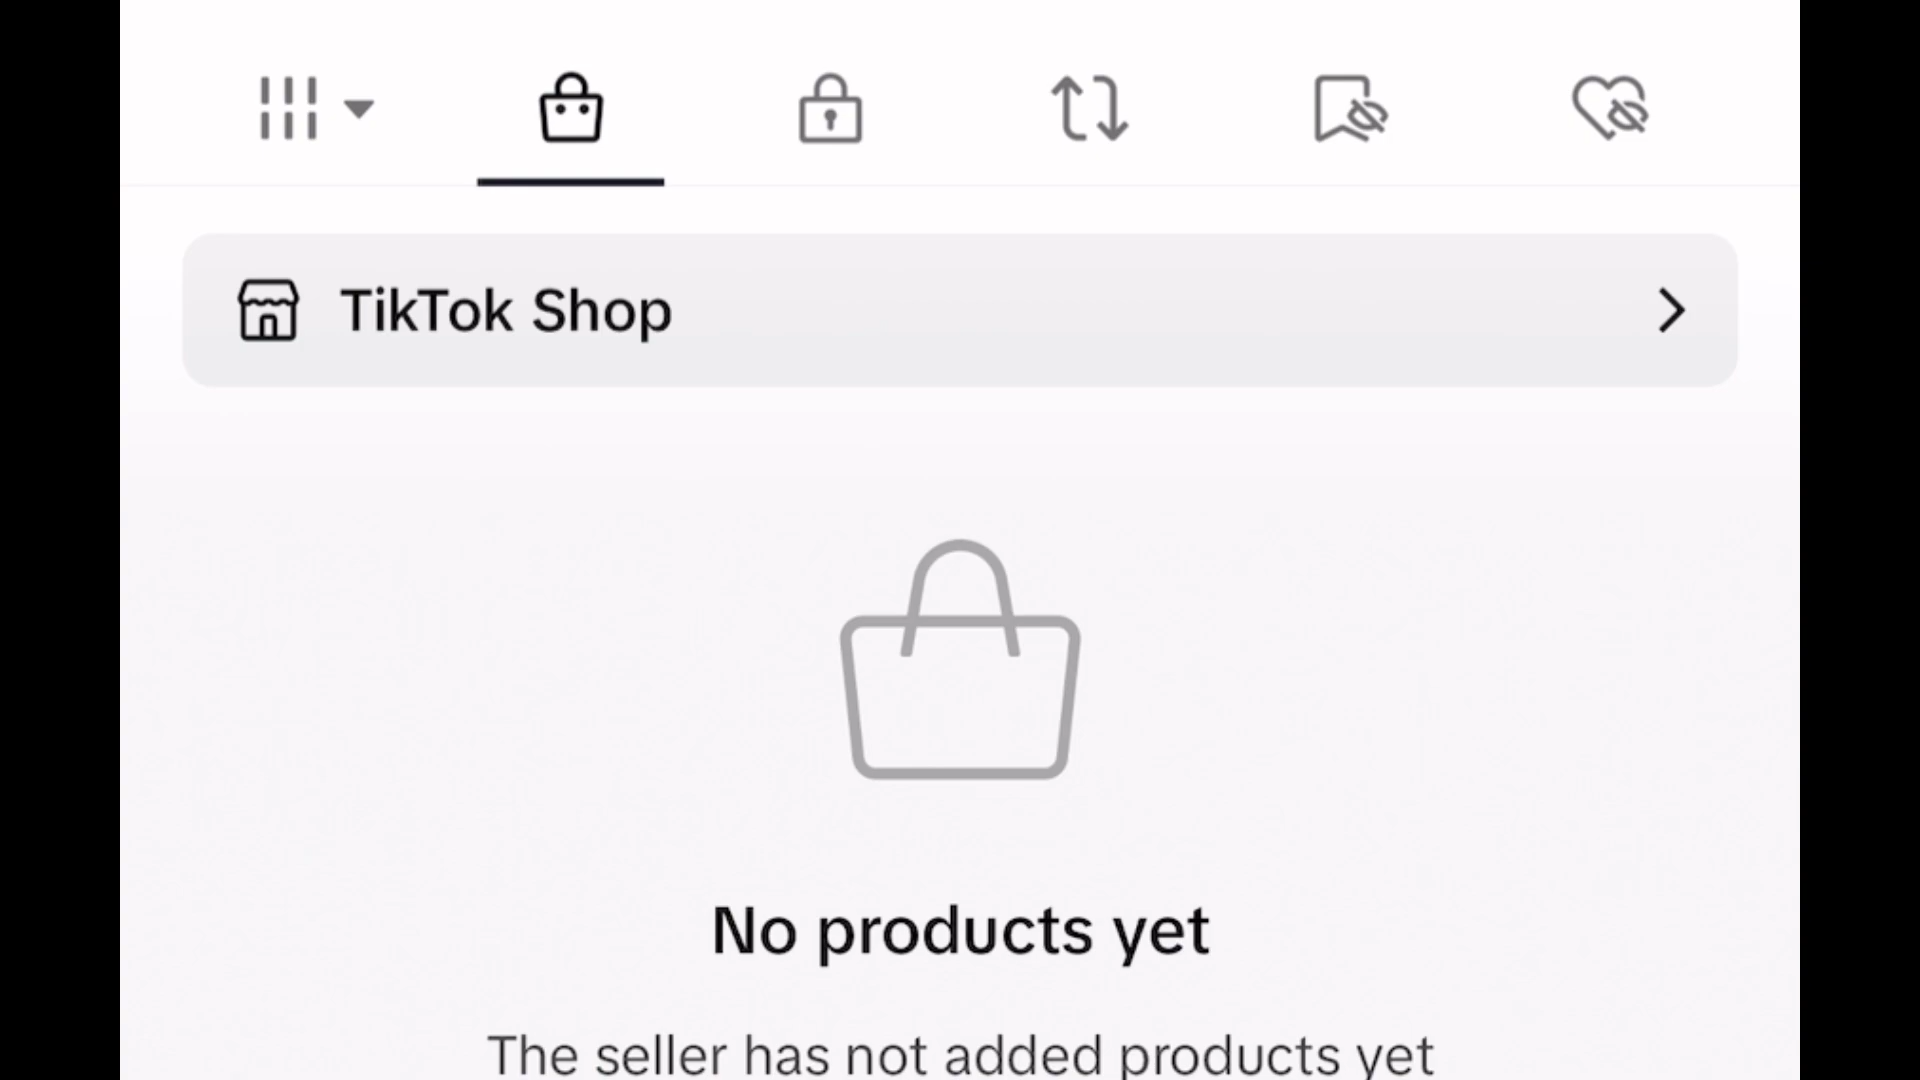 TikTok Shop
No products yet
The seller has not added products yet